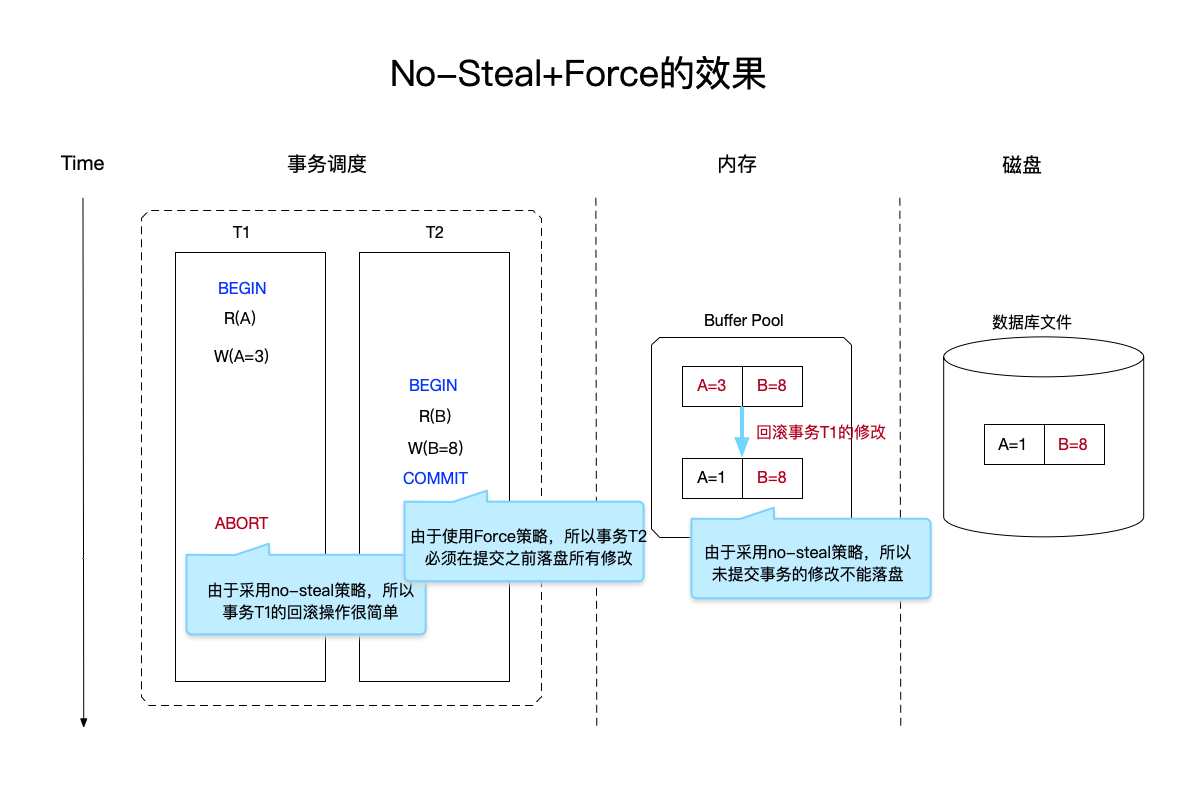 No-Steal+Force的效果
Time
事务调度
内存
磁盘
T1
T2
BEGIN
R(A)
W(A=3)
BEGIN
R(B)
W(B=8)
COMMIT
ABORT
由于使用Force策略，所以事务T2
必须在提交之前落盘所有修改
由于采用no-steal策略，所以
事务T1的回滚操作很简单
Buffer Pool
A=3
B=8
回滚事务T1的修改
A=1
B=8
由于采用no-steal策略，所以
未提交事务的修改不能落盘
数据库文件
A=1
B=8